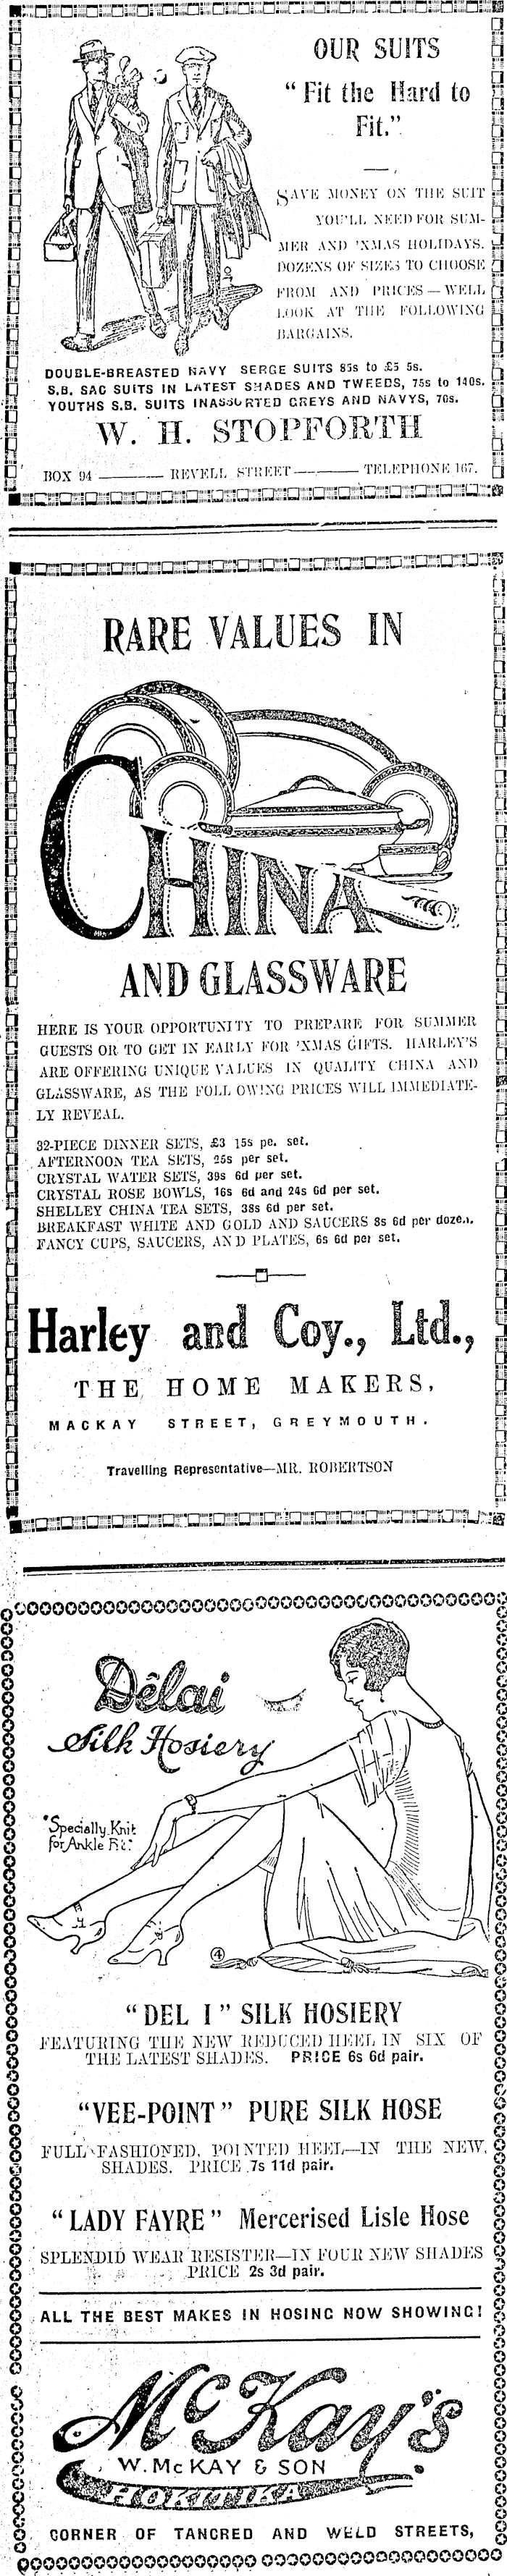 OUR SUITS
"Fit the Hard to
Fit."
SAVE MONEY ON THE SUIT
YOU'LL NEED FOR SUM-
MER AND 'XMAS HOLIDAYS.
DOZENS OF SIZES TO CHOOSE
FROM AND PRICES — WELL
LOOK AT THE FOLLOWING
BARGAINS.
DOUBLE-BREASTED NAVY SERGE SUITS 85s to £5 5s.
S.B. SAC SUITS IN LATEST SHADES AND TWEEDS, 75s to 140s.
YOUTHS S.B. SUITS IN ASSORTED GREYS AND NAVYS, 70s.
W. H. STOPFORTH
BOX 94 ——— REVELL STREET ——— TELEPHONE 167.
RARE VALUES IN
CHINA
AND GLASSWARE
HERE IS YOUR OPPORTUNITY TO PREPARE FOR SUMMER
GUESTS OR TO GET IN EARLY FOR 'XMAS GIFTS. HARLEY'S
ARE OFFERING UNIQUE VALUES IN QUALITY CHINA AND
GLASSWARE, AS THE FOLL OWING PRICES WILL IMMEDIATE-
LY REVEAL.
32-PIECE DINNER SETS, £3 15s pe. set.
AFTERNOON TEA SETS, 25s per set.
CRYSTAL WATER SETS, 39s 6d per set.
CRYSTAL ROSE BOWLS, 16s 6d and 24s 6d per set.
SHELLEY CHINA TEA SETS, 38s 6d per set.
BREAKFAST WHITE AND GOLD AND SAUCERS 8s 6d per dozen.
FANCY CUPS, SAUCERS, AND PLATES, 6s 6d per set.
Harley and Coy., Ltd.,
THE HOME MAKERS,
MACKAY STREET, GREYMOUTH.
Travelling Representative—MR. ROBERTSON
Dêlai
Silk Hosiery
"Specially Knit
for Ankle Fit."
4
"DEL I" SILK HOSIERY
FEATURING THE NEW REDUCED HEEL IN SIX OF
THE LATEST SHADES. PRICE 6s 6d pair.
"VEE-POINT" PURE SILK HOSE
FULL FASHIONED, POINTED HEEL—IN THE NEW
SHADES. PRICE 7s 11d pair.
"LADY FAYRE" Mercerised Lisle Hose
SPLENDID WEAR RESISTER—IN FOUR NEW SHADES
PRICE 2s 3d pair.
ALL THE BEST MAKES IN HOSING NOW SHOWING!
McKay's
W. McKAY & SON
HOKITIKA
CORNER OF TANCRED AND WELD STREETS,